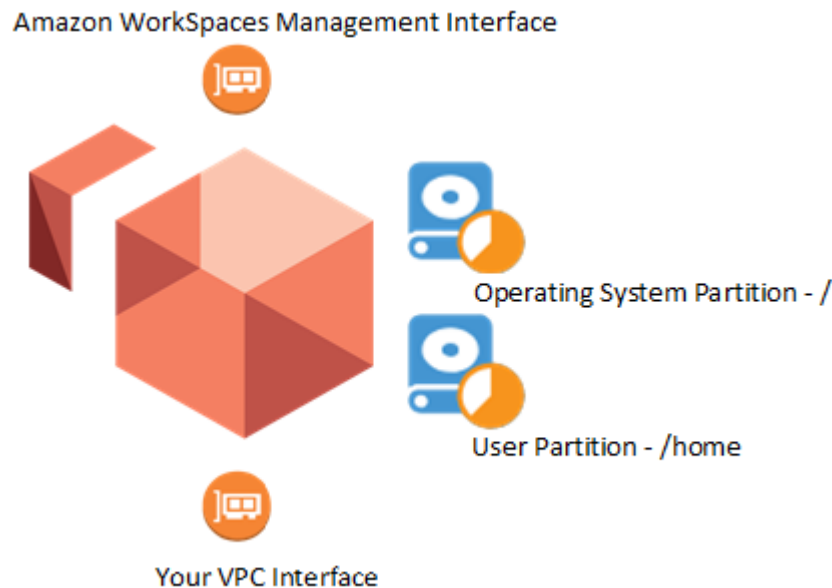 Amazon WorkSpaces Management Interface
Operating System Partition - /
User Partition - /home
Your VPC Interface